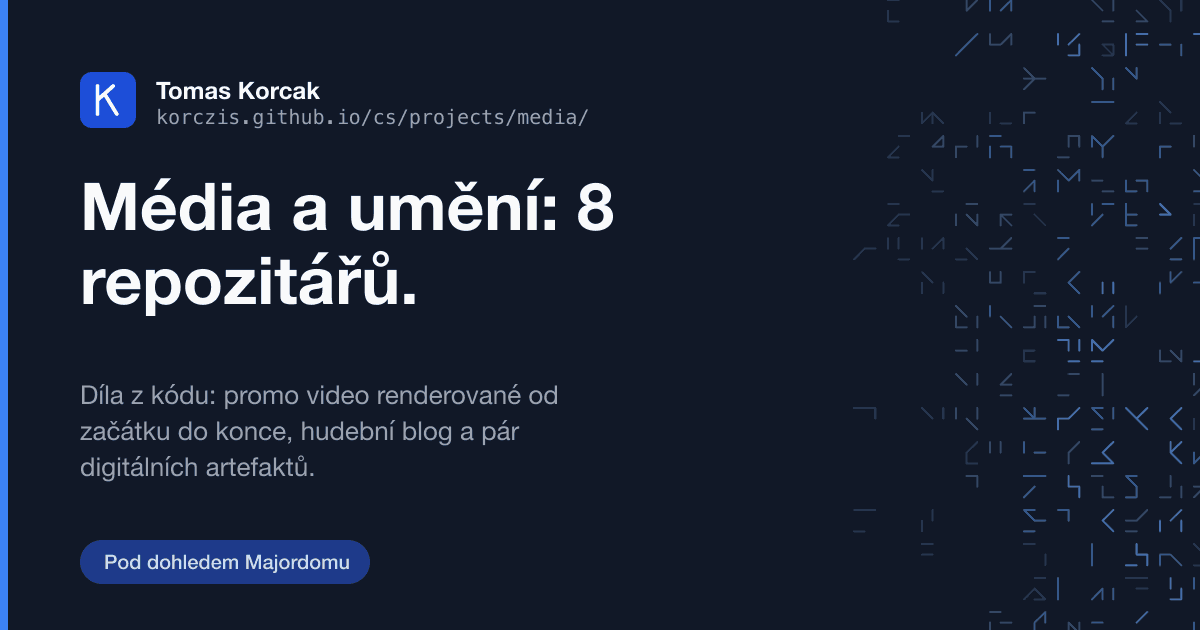 K
Tomas Korcak
korczis.github.io/cs/projects/media/
Média a umění: 8
repozitářů.
Díla z kódu: promo video renderované od
začátku do konce, hudební blog a pár
digitálních artefaktů.
Pod dohledem Majordomu